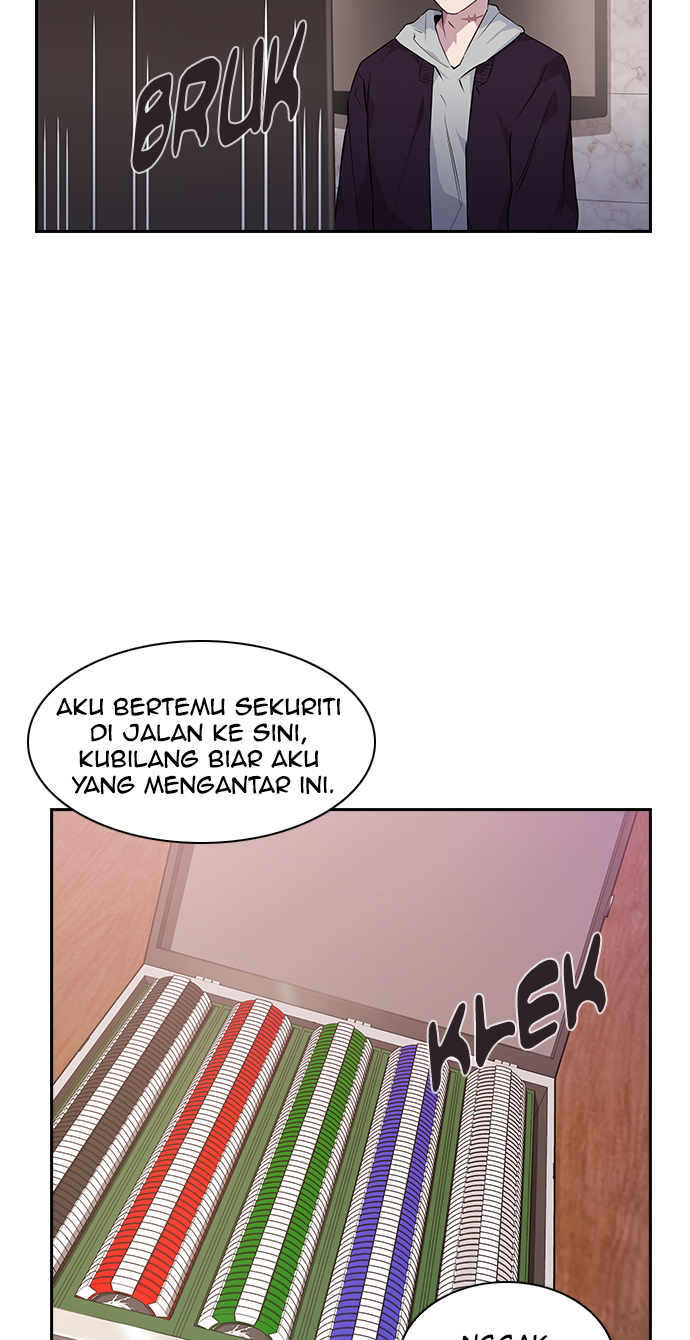 BRUK
AKU BERTEMU SEKURITI
DI JALAN KE SINI,
KUBILANG BIAR AKU
YANG MENGANTAR INI.
KLEK